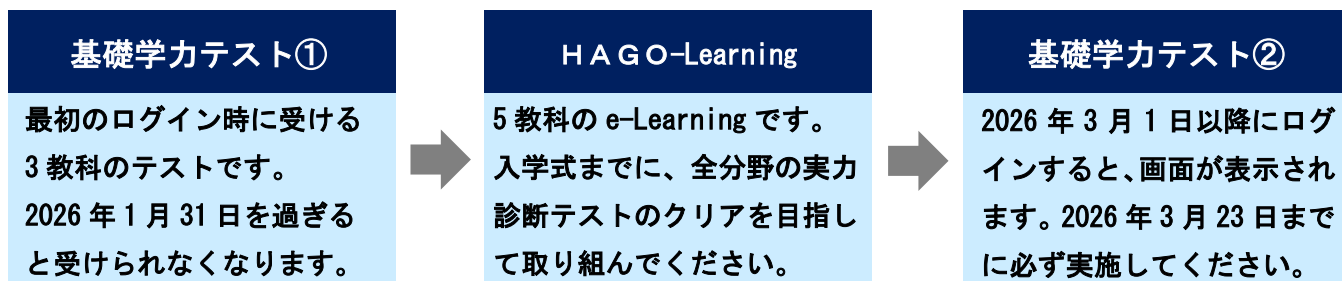 基礎学力テスト①
最初のログイン時に受ける
3教科のテストです。
2026年1月31日を過ぎる
と受けられなくなります。
ＨＡＧＯ-Learning
5教科のe-Learningです。
入学式までに、全分野の実力
診断テストのクリアを目指し
て取り組んでください。
基礎学力テスト②
2026年3月1日以降にログ
インすると、画面が表示され
ます。2026年3月23日まで
に必ず実施してください。